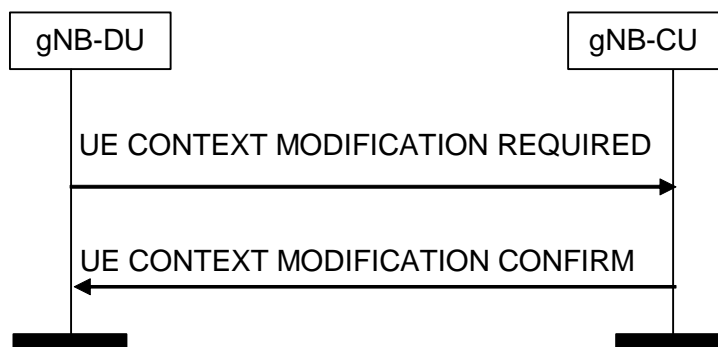 gNB-DU
gNB-CU
UE CONTEXT MODIFICATION REQUIRED
UE CONTEXT MODIFICATION CONFIRM